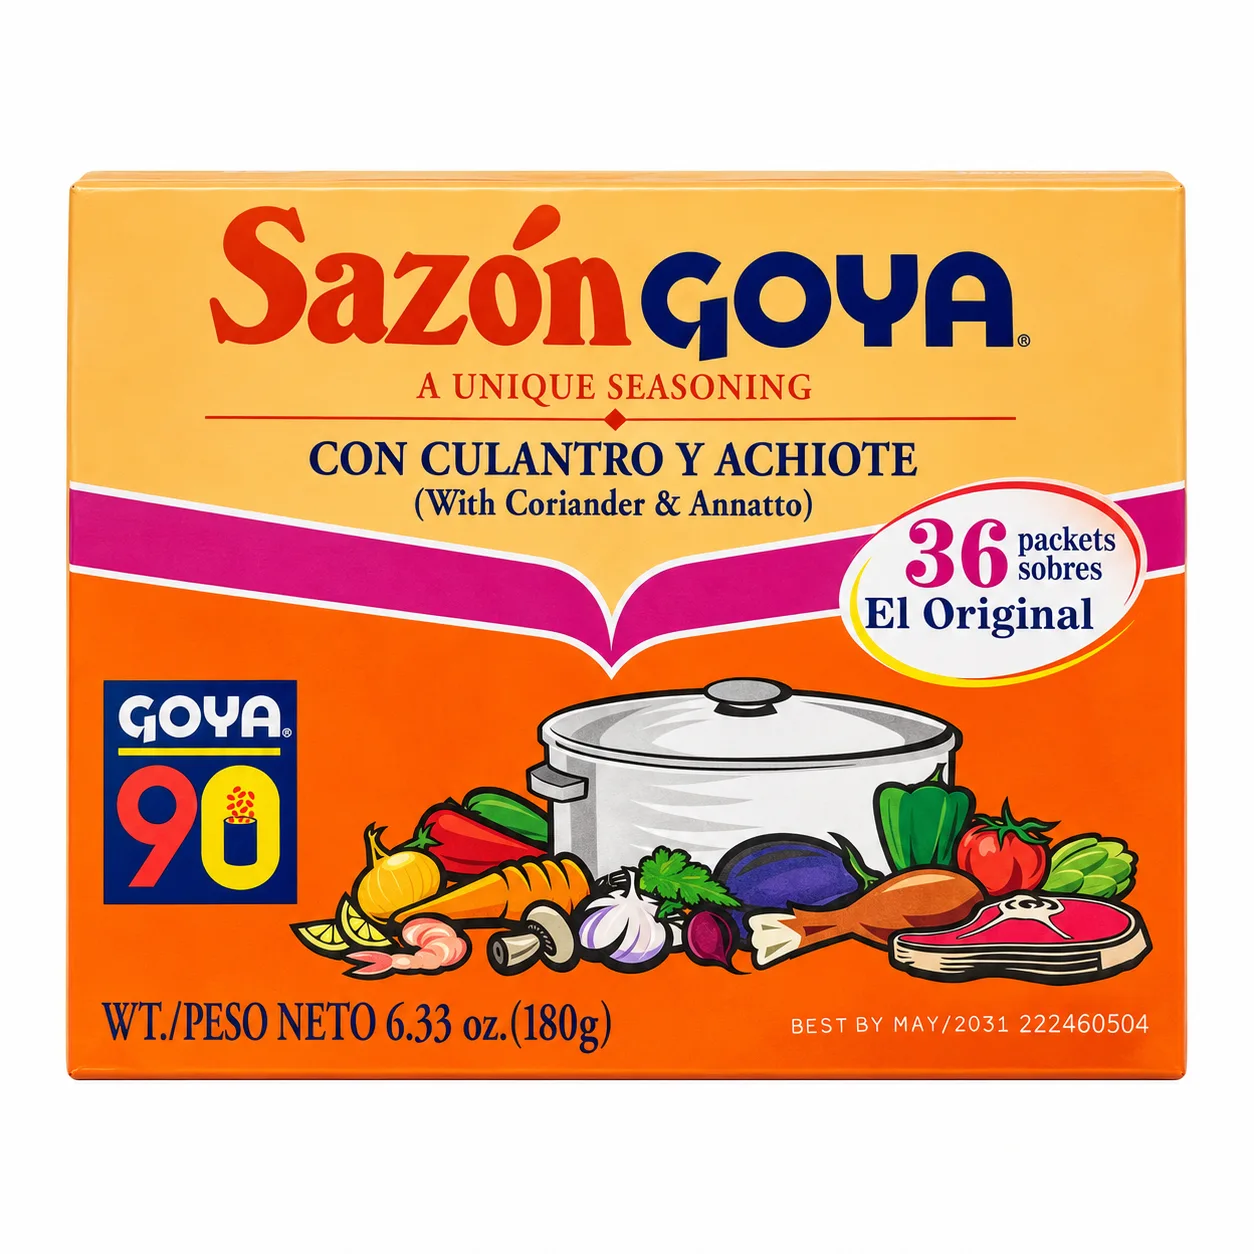 Sazón GOYA®
A UNIQUE SEASONING
CON CULANTRO Y ACHIOTE
(With Coriander & Annatto)
36 packets
sobres
El Original
GOYA®
90
WT./PESO NETO 6.33 oz.(180g)
BEST BY MAY/2031 222460504